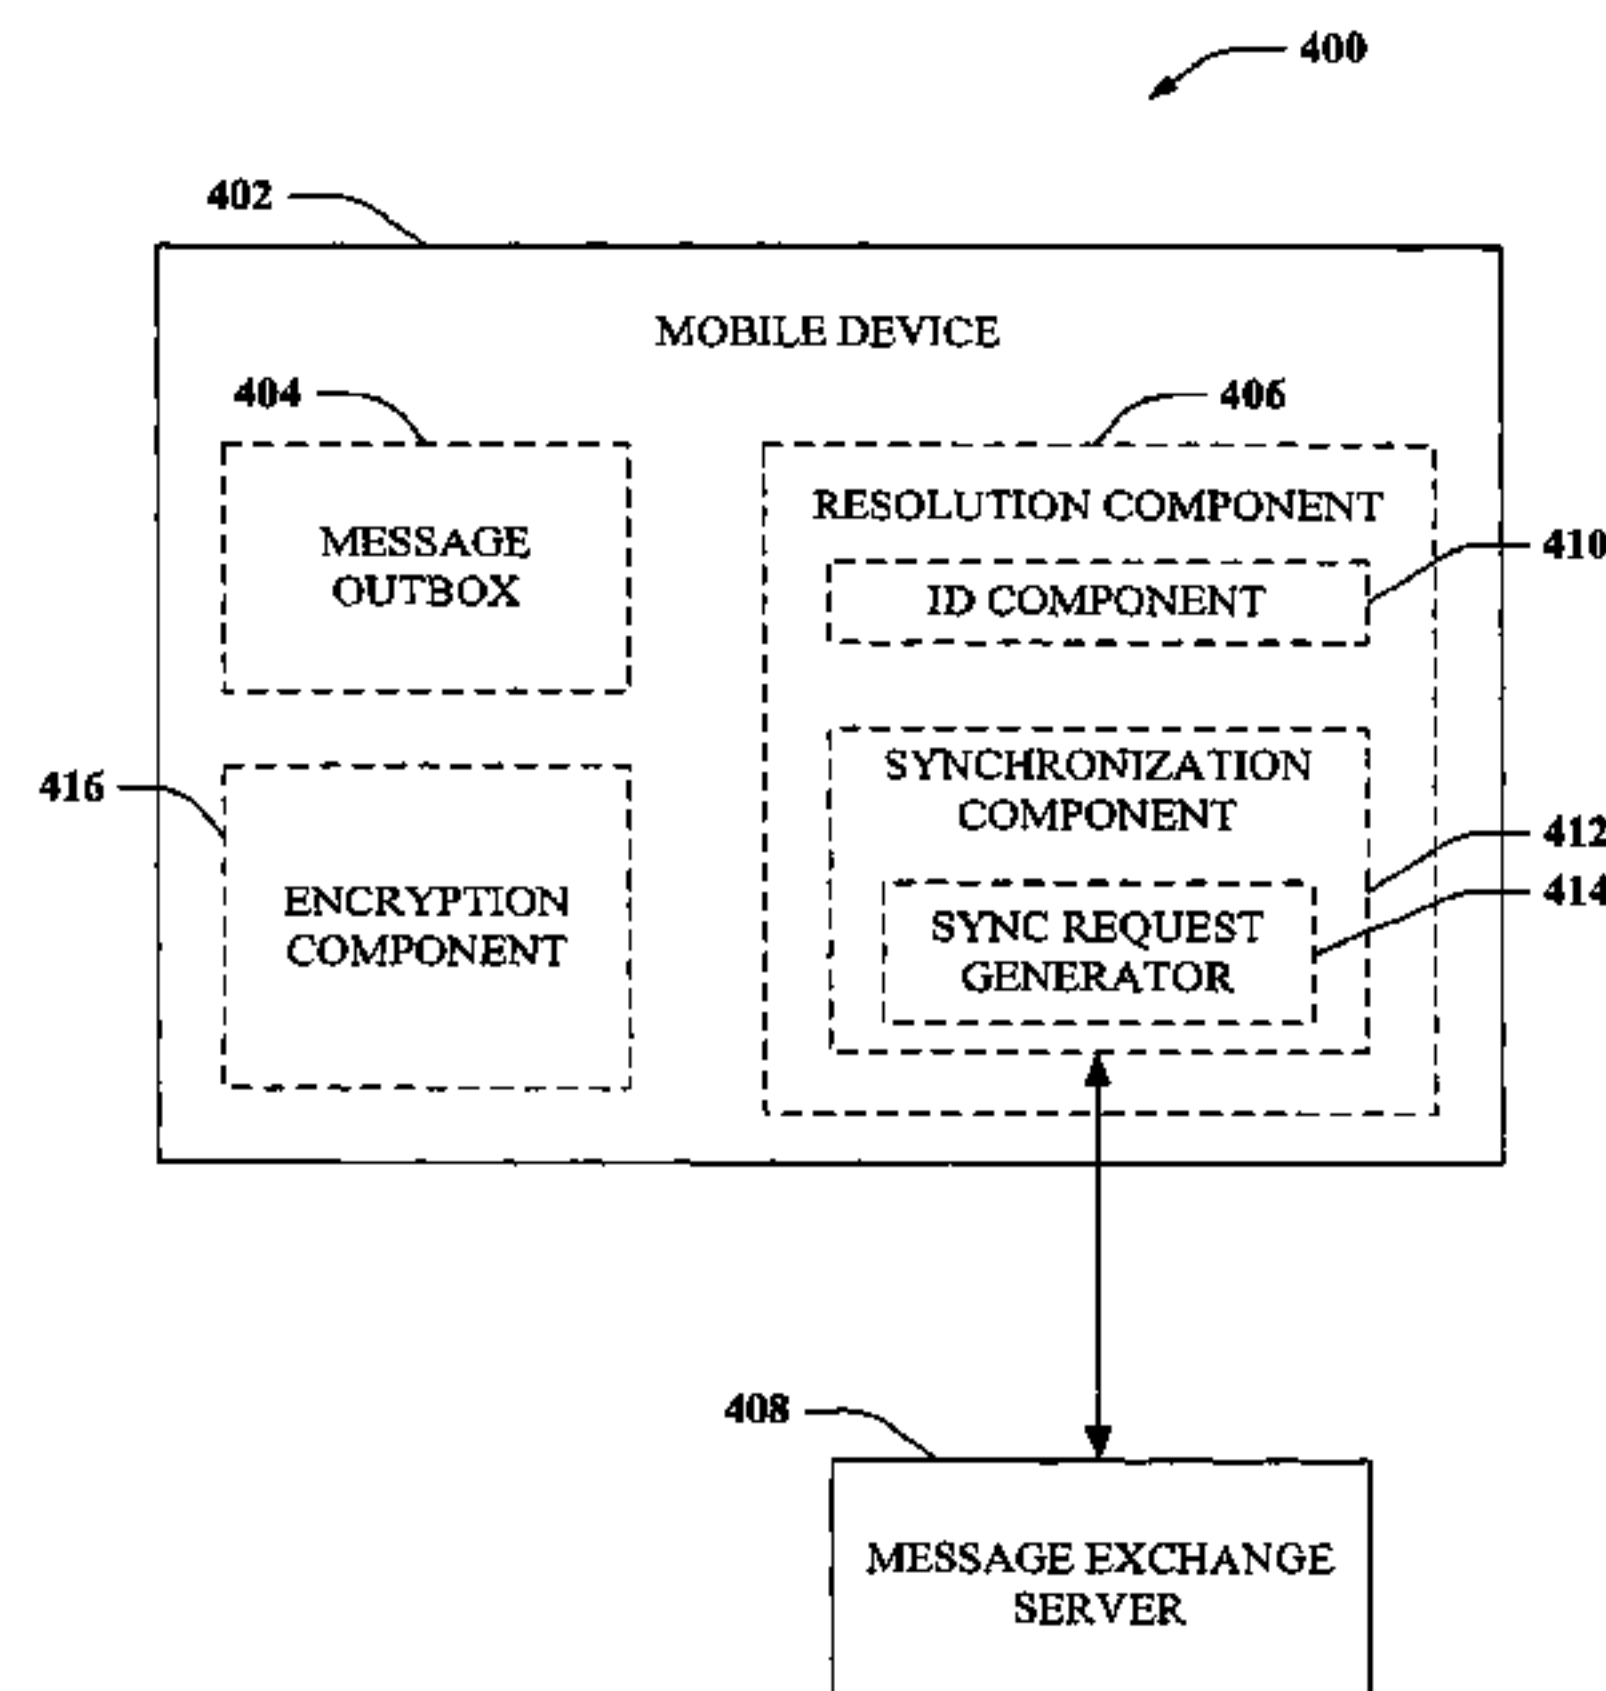 400
402
MOBILE DEVICE
404
406
MESSAGE
OUTBOX
RESOLUTION COMPONENT
410
ID COMPONENT
416
ENCRYPTION
COMPONENT
SYNCHRONIZATION
COMPONENT
412
414
SYNC REQUEST
GENERATOR
408
MESSAGE EXCHANGE
SERVER